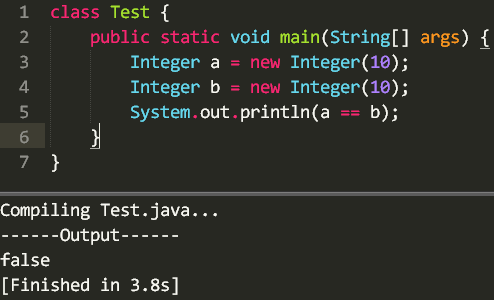 1 class Test {
2 public static void main(String[] args) {
3 Integer a = new Integer(10);
4 Integer b = new Integer(10);
5 System.out.println(a == b);
6 }
7 }
Compiling Test.java...
------Output------
false
[Finished in 3.8s]